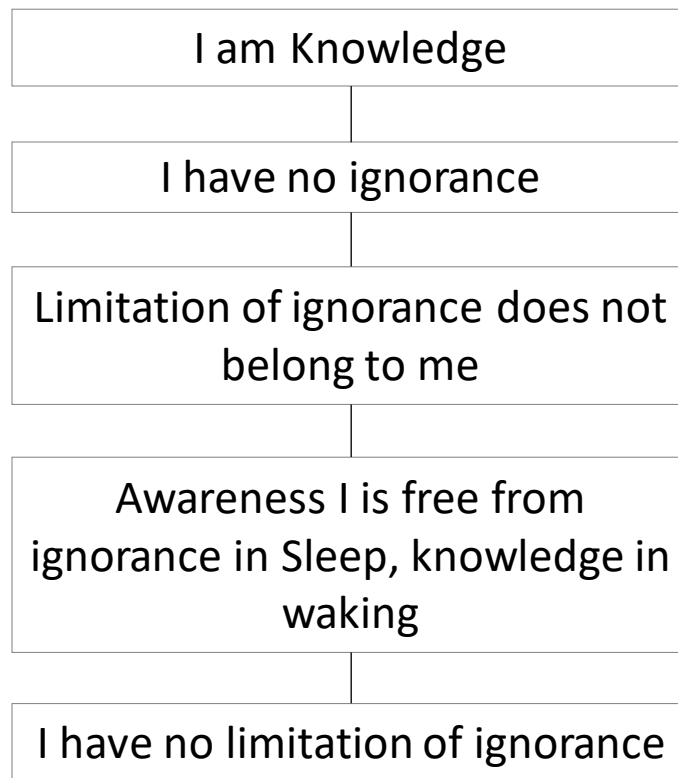 I am Knowledge
I have no ignorance
Limitation of ignorance does not
belong to me
Awareness I is free from
ignorance in Sleep, knowledge in
waking
I have no limitation of ignorance